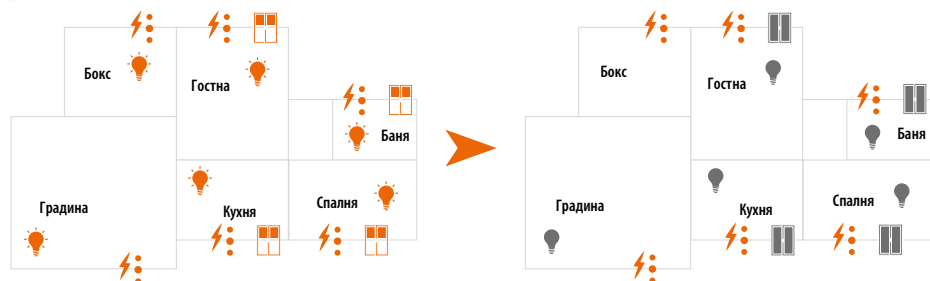 Бокс
Гостна
Баня
Градина
Кухня
Спалня
Бокс
Гостна
Баня
Градина
Кухня
Спалня